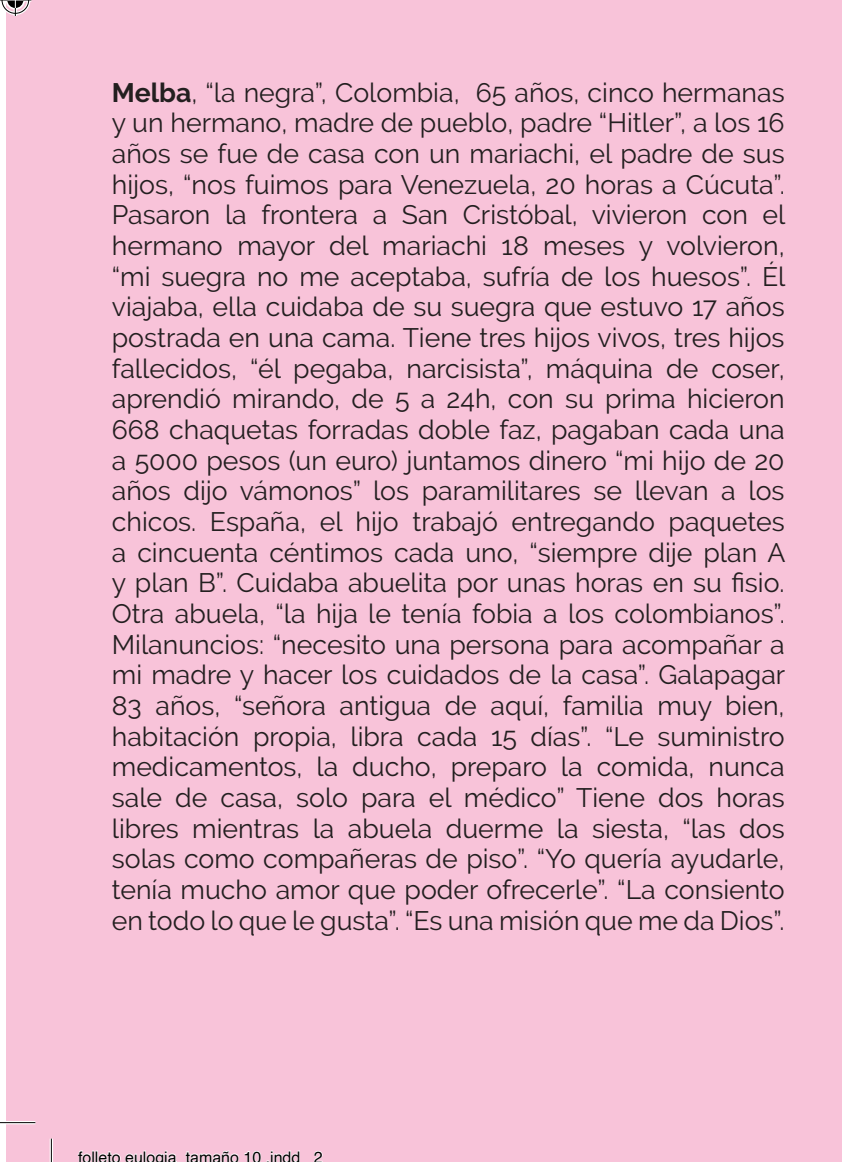 Melba, “la negra”, Colombia,  65 años, cinco hermanas
y un hermano, madre de pueblo, padre “Hitler”, a los 16
años se fue de casa con un mariachi, el padre de sus
hijos, “nos fuimos para Venezuela, 20 horas a Cúcuta”.
Pasaron la frontera a San Cristóbal, vivieron con el
hermano mayor del mariachi 18 meses y volvieron,
“mi suegra no me aceptaba, sufría de los huesos”. Él
viajaba, ella cuidaba de su suegra que estuvo 17 años
postrada en una cama. Tiene tres hijos vivos, tres hijos
fallecidos, “él pegaba, narcisista”, máquina de coser,
aprendió mirando, de 5 a 24h, con su prima hicieron
668 chaquetas forradas doble faz, pagaban cada una
a 5000 pesos (un euro) juntamos dinero “mi hijo de 20
años dijo vámonos” los paramilitares se llevan a los
chicos. España, el hijo trabajó entregando paquetes
a cincuenta céntimos cada uno, “siempre dije plan A
y plan B”. Cuidaba abuelita por unas horas en su fisio.
Otra abuela, “la hija le tenía fobia a los colombianos”.
Milanuncios: “necesito una persona para acompañar a
mi madre y hacer los cuidados de la casa”. Galapagar
83 años, “señora antigua de aquí, familia muy bien,
habitación propia, libra cada 15 días”. “Le suministro
medicamentos, la ducho, preparo la comida, nunca
sale de casa, solo para el médico” Tiene dos horas
libres mientras la abuela duerme la siesta, “las dos
solas como compañeras de piso”. “Yo quería ayudarle,
tenía mucho amor que poder ofrecerle”. “La consiento
en todo lo que le gusta”. “Es una misión que me da Dios”.
folleto eulogia  tamaño 10 .indd   2